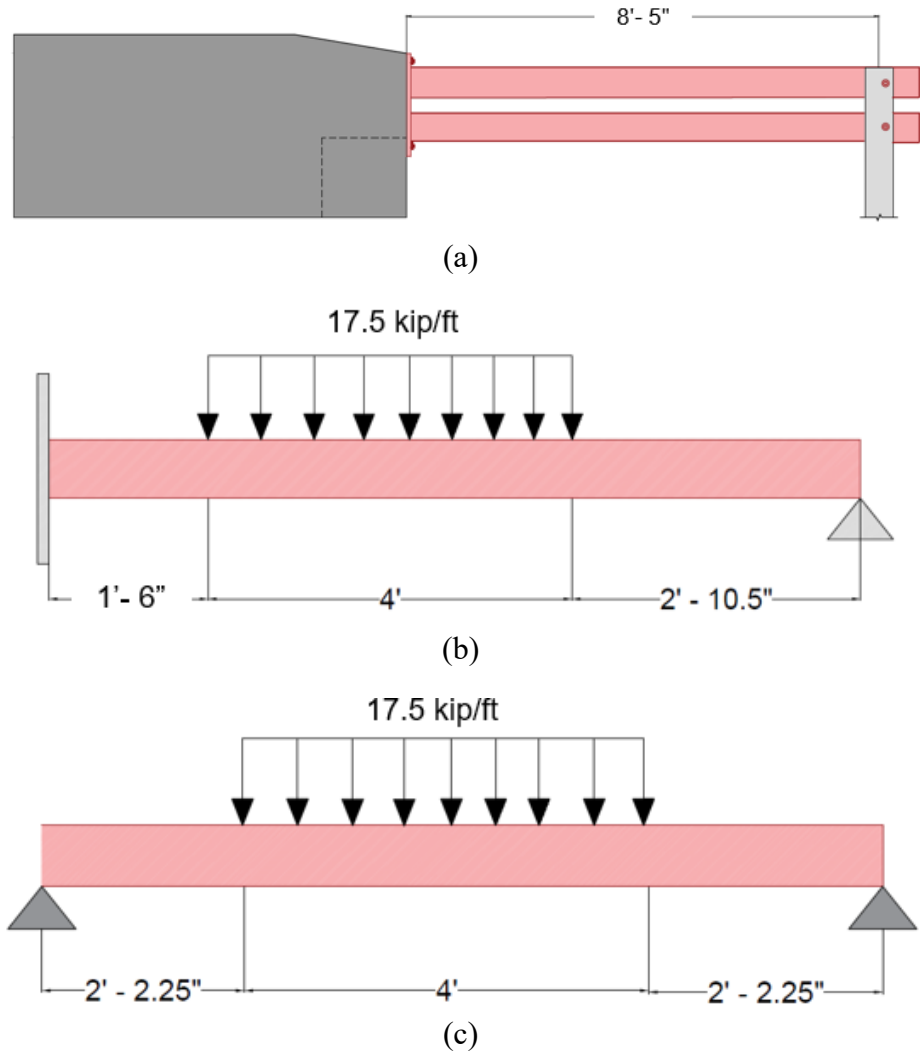 8'- 5"
(a)
17.5 kip/ft
1'- 6” 4' 2' - 10.5"
(b)
17.5 kip/ft
2' - 2.25" 4' 2' - 2.25"
(c)